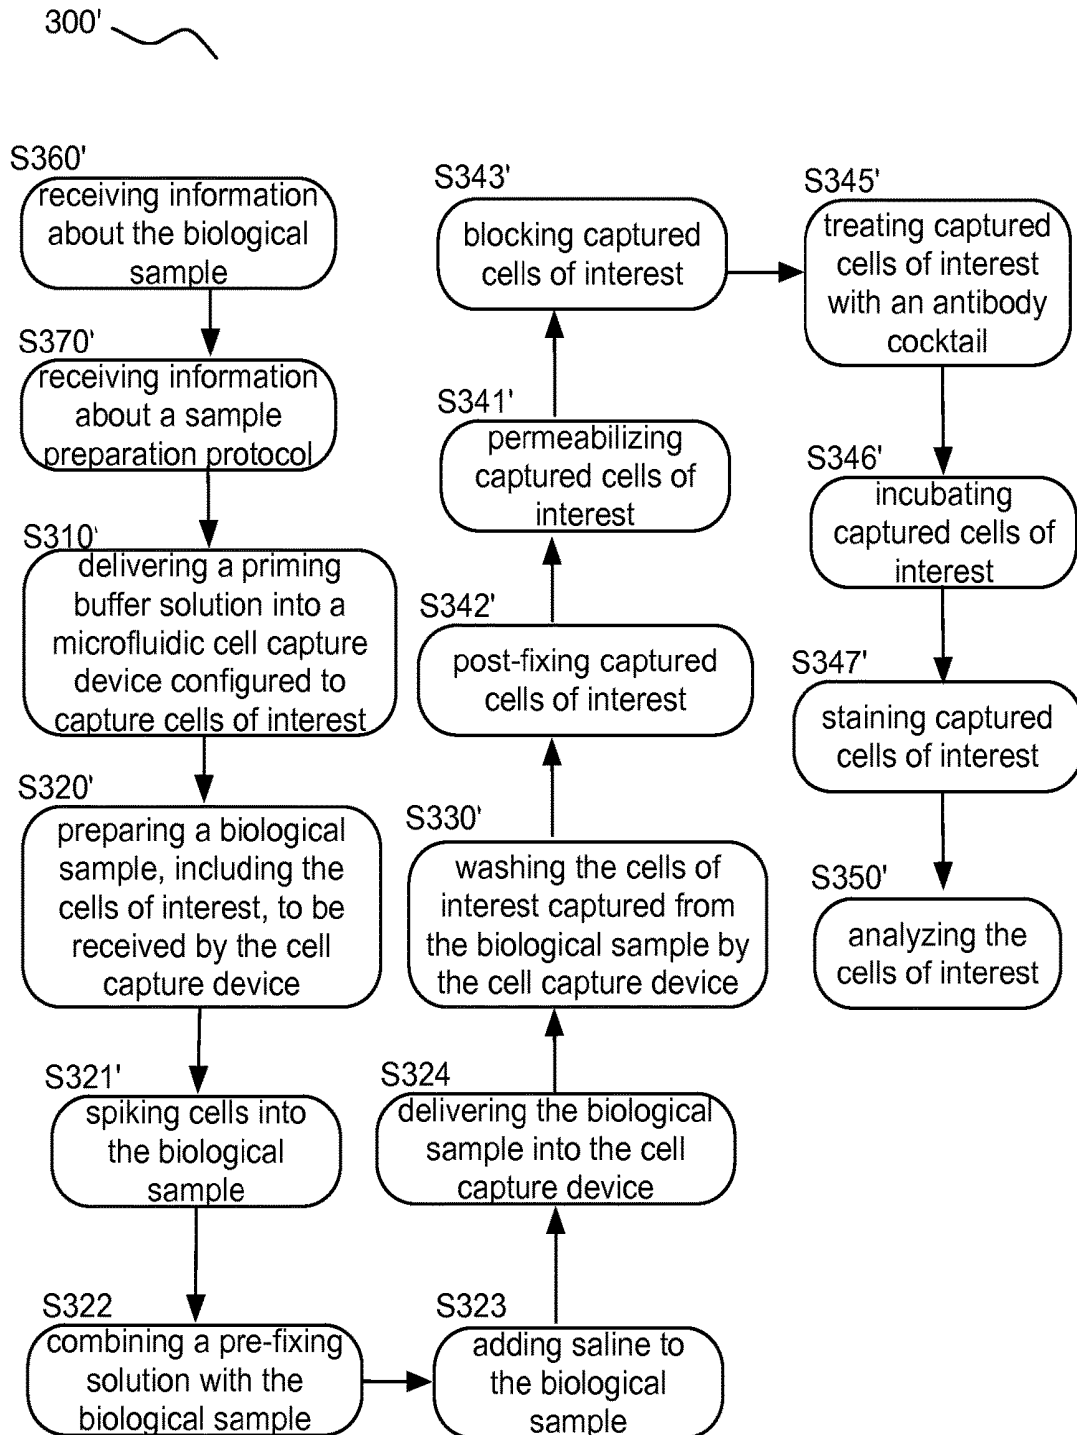 300'
S360'
receiving information
about the biological
sample
S370'
receiving information
about a sample
preparation protocol
S310'
delivering a priming
buffer solution into a
microfluidic cell capture
device configured to
capture cells of interest
S320'
preparing a biological
sample, including the
cells of interest, to be
received by the cell
capture device
S321'
spiking cells into
the biological
sample
S322
combining a pre-fixing
solution with the
biological sample
S323
adding saline to
the biological
sample
S324
delivering the biological
sample into the cell
capture device
S330'
washing the cells of
interest captured from
the biological sample by
the cell capture device
S342'
post-fixing captured
cells of interest
S341'
permeabilizing
captured cells of
interest
S343'
blocking captured
cells of interest
S345'
treating captured
cells of interest
with an antibody
cocktail
S346'
incubating
captured cells of
interest
S347'
staining captured
cells of interest
S350'
analyzing the
cells of interest